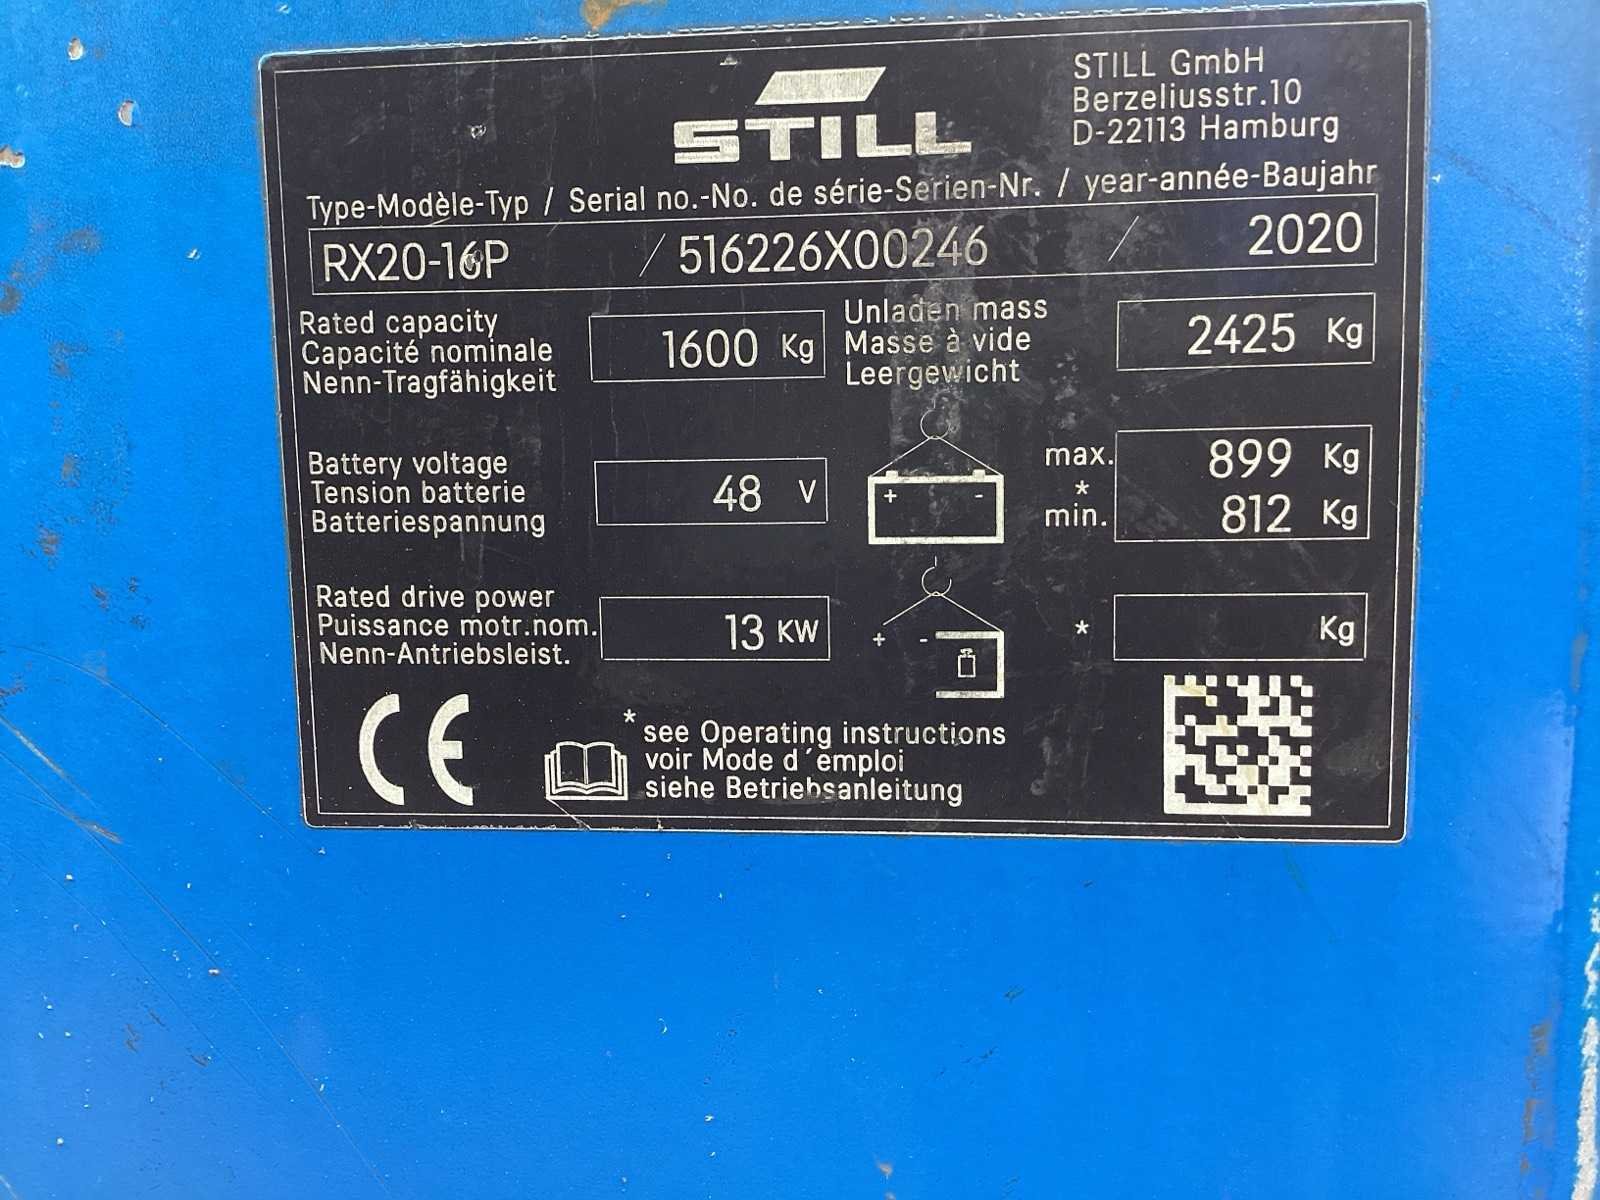 STILL
STILL GmbH
Berzeliusstr.10
D-22113 Hamburg
Type-Modèle-Typ / Serial no.-No. de série-Serien-Nr. / year-année-Baujahr
RX20-16P / 516226X00246 / 2020
Rated capacity
Capacité nominale
Nenn-Tragfähigkeit
1600 Kg
Unladen mass
Masse à vide
Leergewicht
2425 Kg
Battery voltage
Tension batterie
Batteriespannung
48 V
+ -
max. 899 Kg
*
min. 812 Kg
Rated drive power
Puissance motr.nom.
Nenn-Antriebsleist.
13 KW
+ -
* Kg
CE
* see Operating instructions
voir Mode d´emploi
siehe Betriebsanleitung